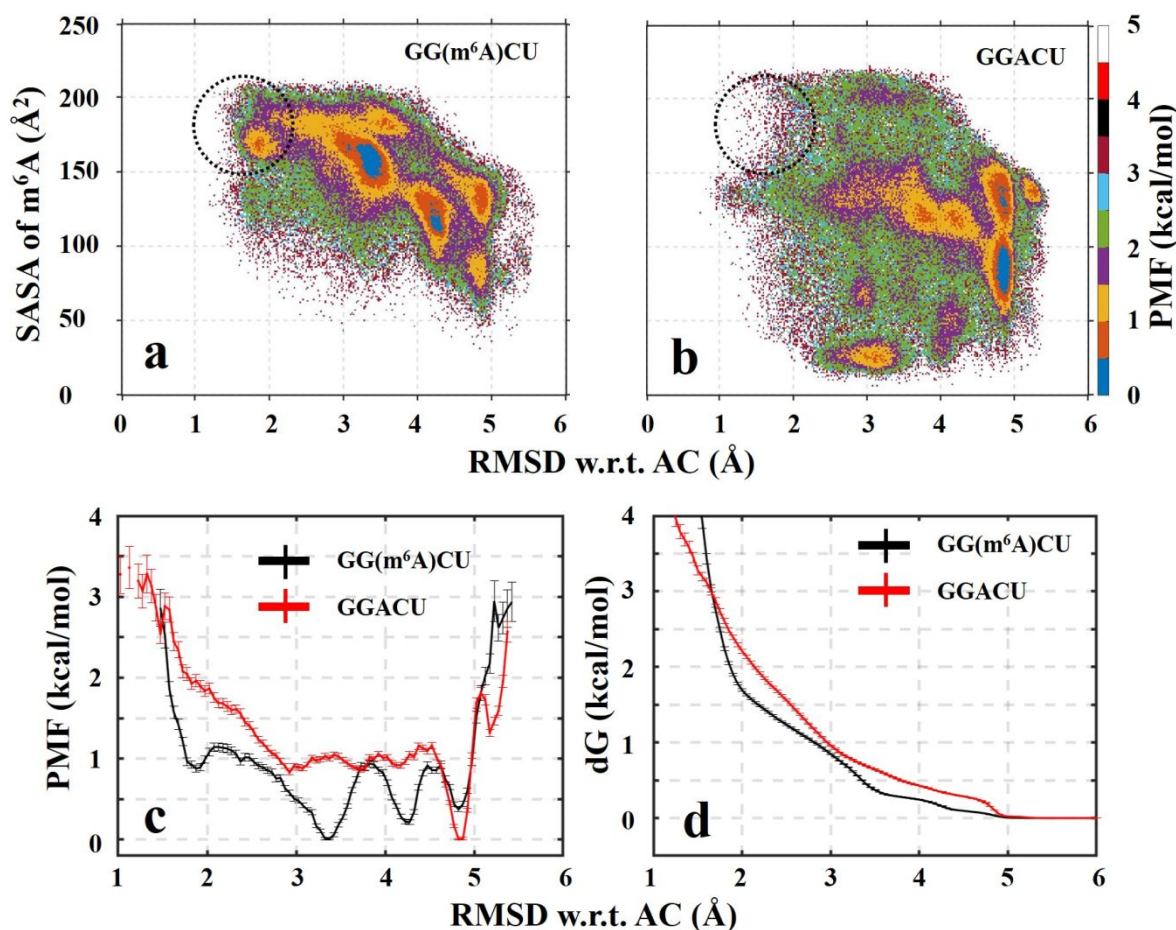 250
200
150
100
50
0
SASA of m⁶A (Å²)
GG(m⁶A)CU
a
0 1 2 3 4 5 6
GGACU
b
0 1 2 3 4 5 6
5
4
3
2
1
0
PMF (kcal/mol)
RMSD w.r.t. AC (Å)
4
3
2
1
0
PMF (kcal/mol)
GG(m⁶A)CU
GGACU
c
1 2 3 4 5 6
4
3
2
1
0
dG (kcal/mol)
GG(m⁶A)CU
GGACU
d
1 2 3 4 5 6
RMSD w.r.t. AC (Å)